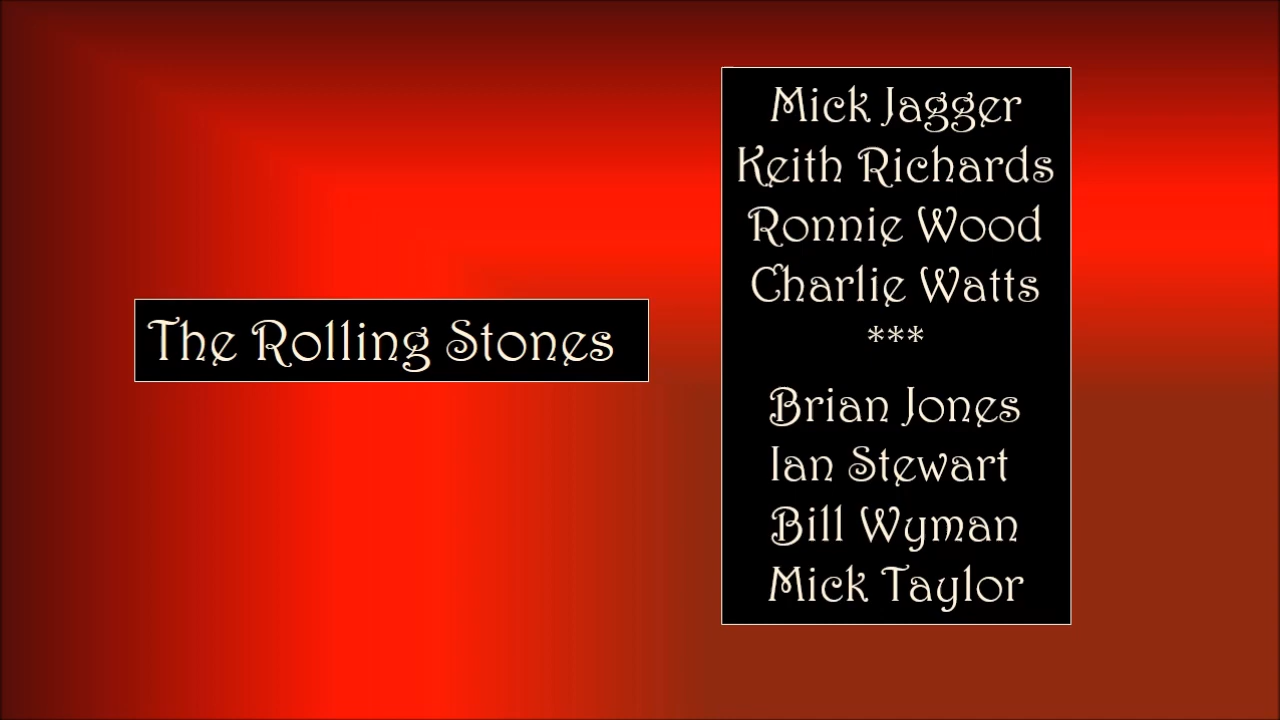 The Rolling Stones
Mick Jagger
Keith Richards
Ronnie Wood
Charlie Watts
***
Brian Jones
Ian Stewart
Bill Wyman
Mick Taylor